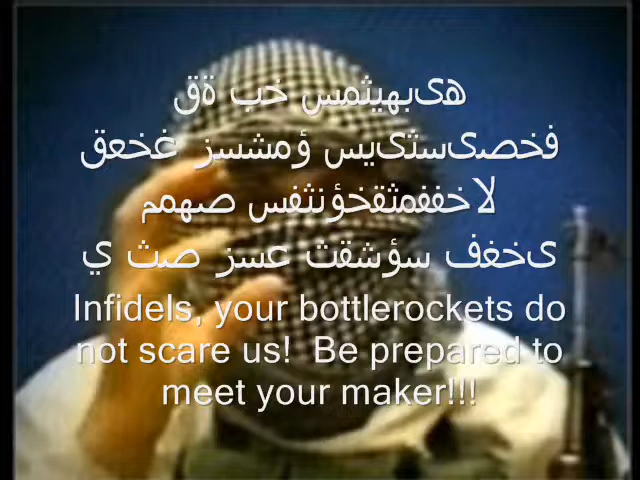 هىبهيثمس خب ةق
فخصىسثىيس ؤمشسز غخعق
لاخففمثقخؤنثفس صهمم
ىخغف سؤشقث عسز صث ي
Infidels, your bottlerockets do
not scare us!  Be prepared to
meet your maker!!!